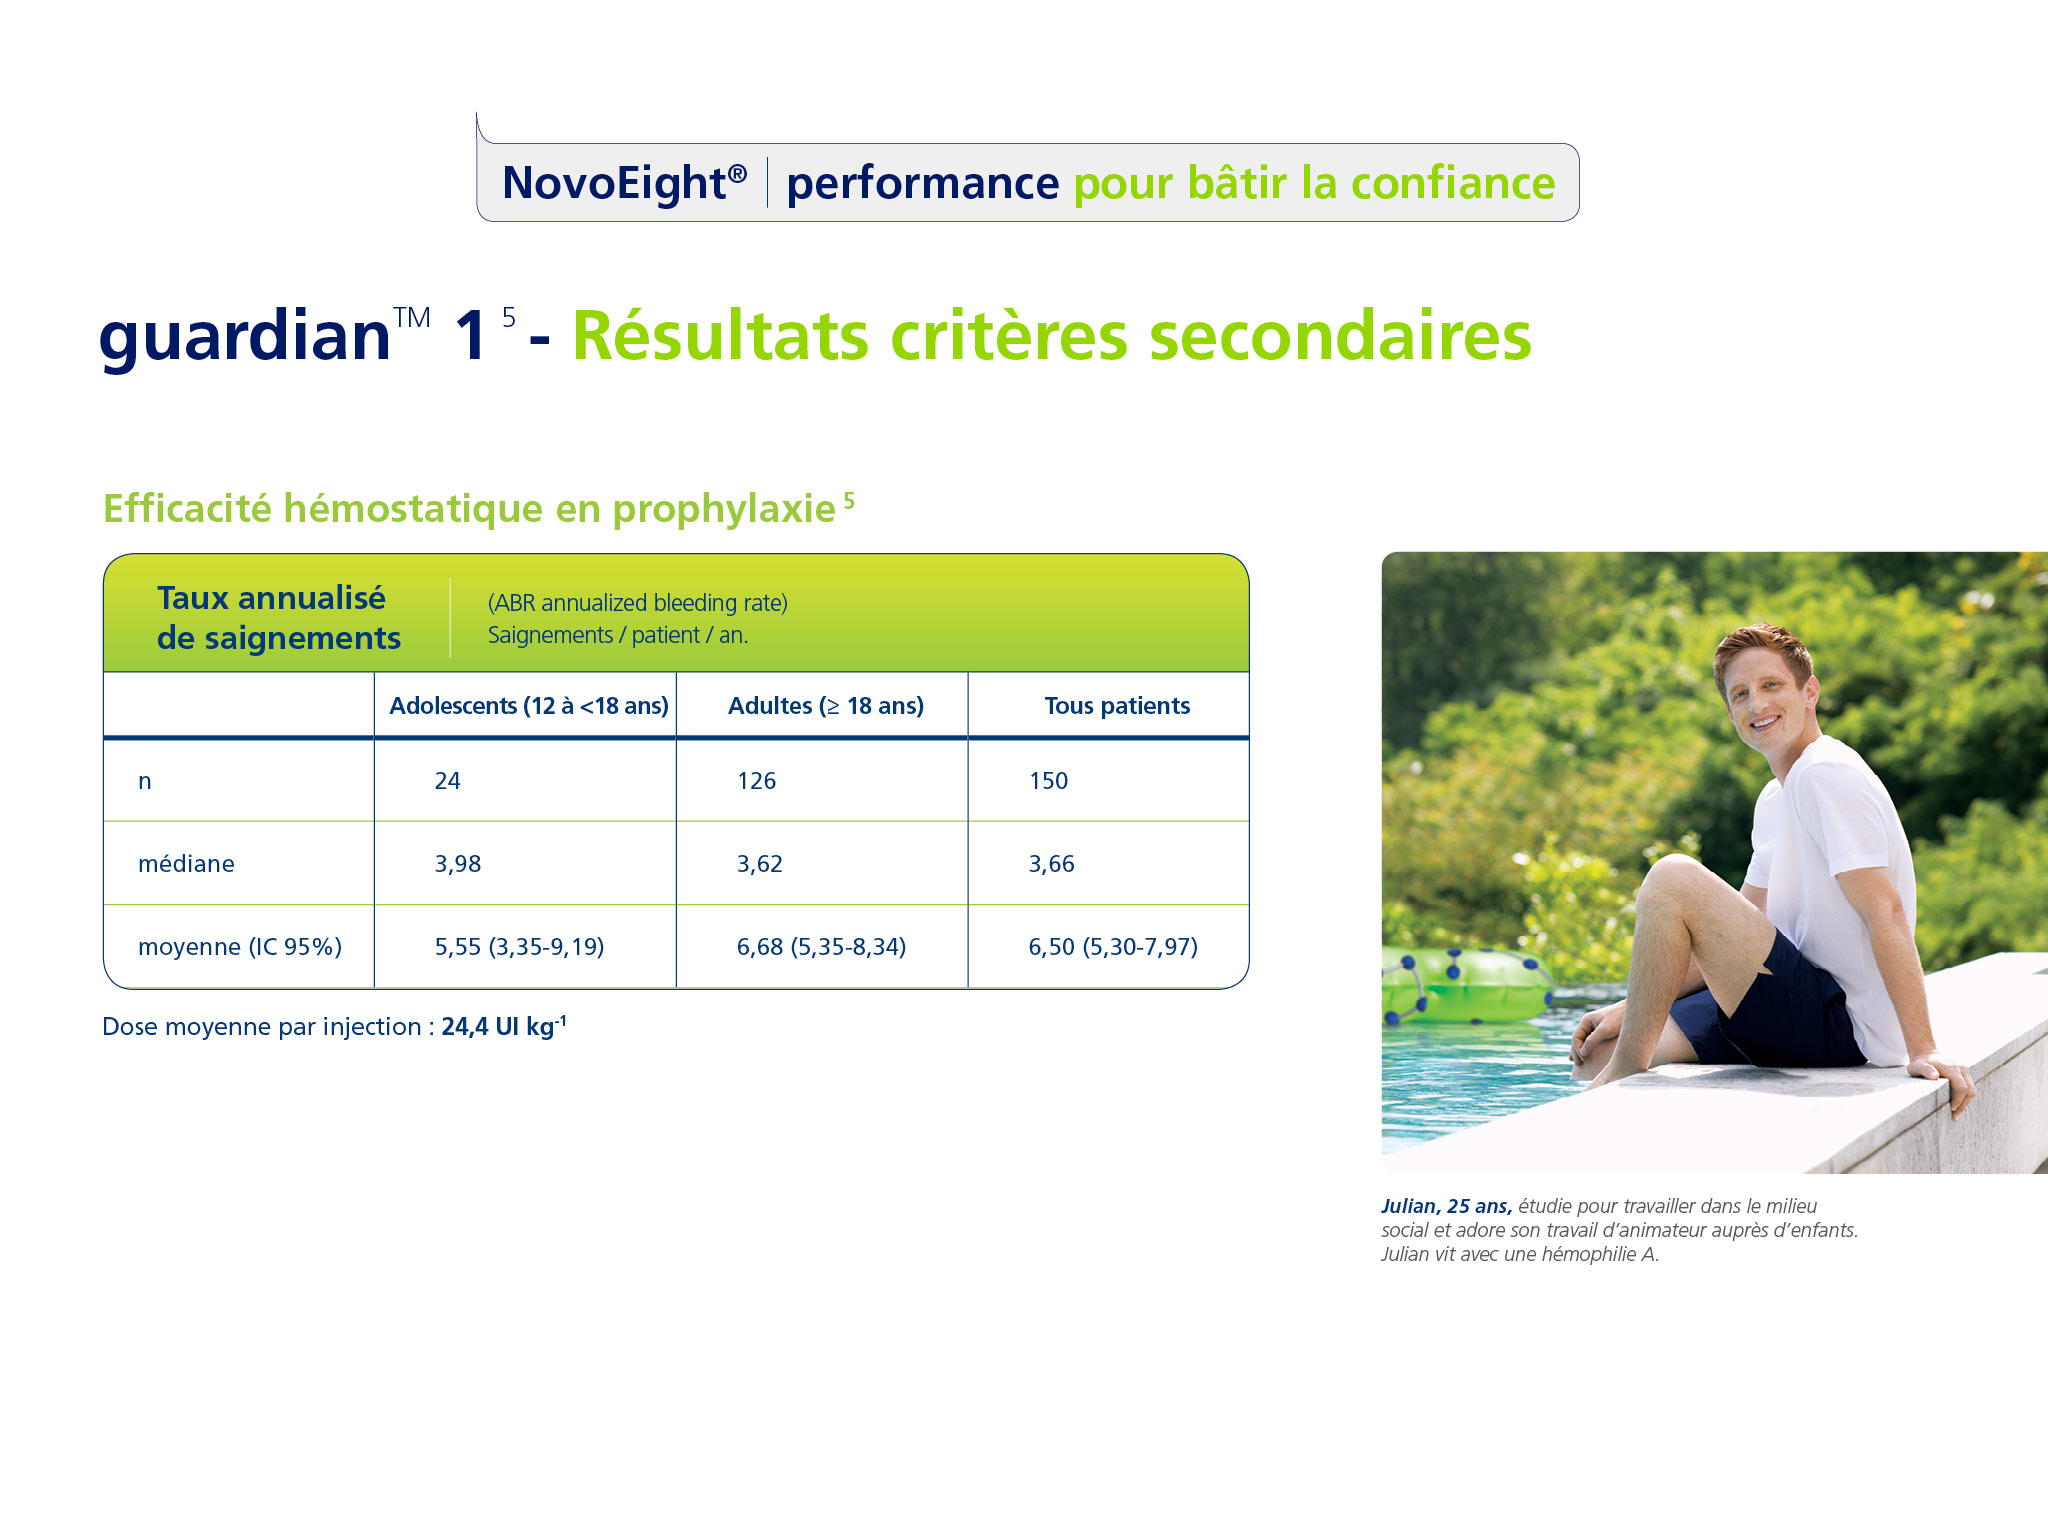 NovoEight® | performance pour bâtir la confiance
guardian™ 1 5 - Résultats critères secondaires
Efficacité hémostatique en prophylaxie 5
Taux annualisé
de saignements
(ABR annualized bleeding rate)
Saignements / patient / an.
Adolescents (12 à <18 ans) Adultes (≥ 18 ans) Tous patients
n 24 126 150
médiane 3,98 3,62 3,66
moyenne (IC 95%) 5,55 (3,35-9,19) 6,68 (5,35-8,34) 6,50 (5,30-7,97)
Dose moyenne par injection : 24,4 UI kg-1
Julian, 25 ans, étudie pour travailler dans le milieu
social et adore son travail d’animateur auprès d’enfants.
Julian vit avec une hémophilie A.